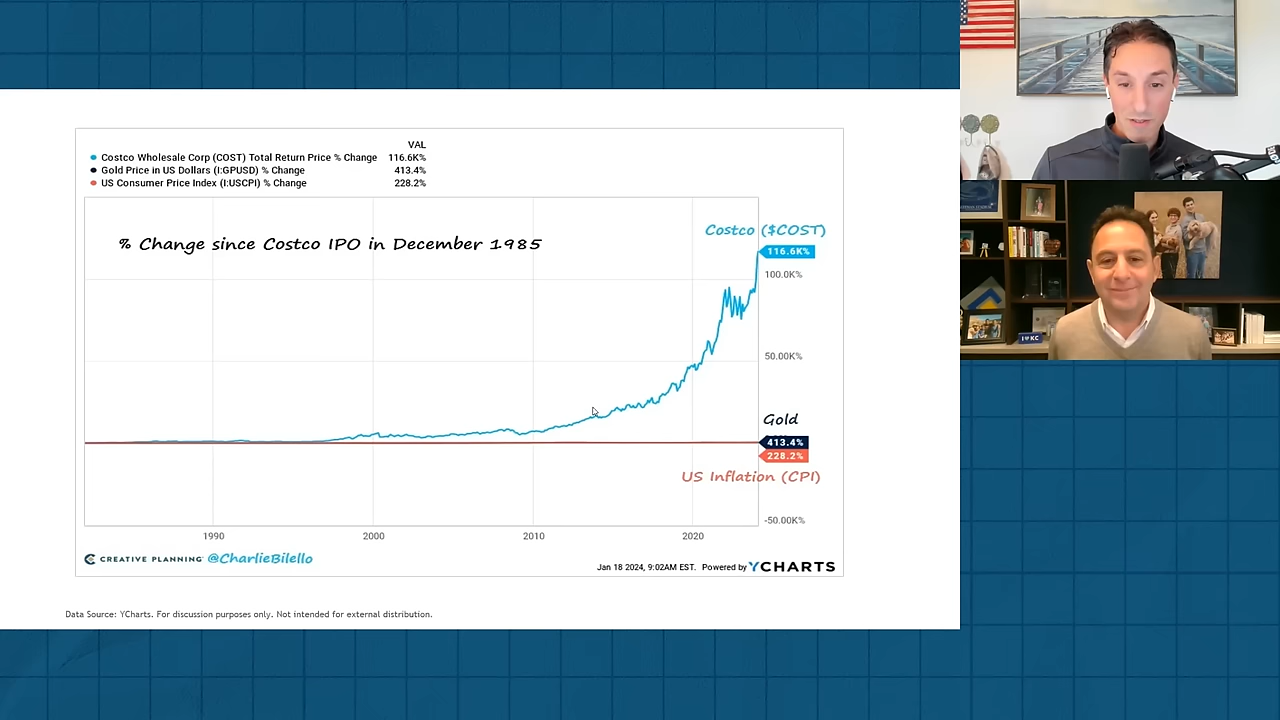 VAL
Costco Wholesale Corp (COST) Total Return Price % Change 116.6K%
Gold Price in US Dollars (I:GPUSD) % Change 413.4%
US Consumer Price Index (I:USCPI) % Change 228.2%
% Change since Costco IPO in December 1985
Costco ($COST)
116.6K%
100.0K%
50.00K%
Gold
413.4%
228.2%
US Inflation (CPI)
-50.00K%
1990 2000 2010 2020
CREATIVE PLANNING @CharlieBilello
Jan 18 2024, 9:02AM EST. Powered by YCHARTS
Data Source: YCharts. For discussion purposes only. Not intended for external distribution.
I ♥ KC